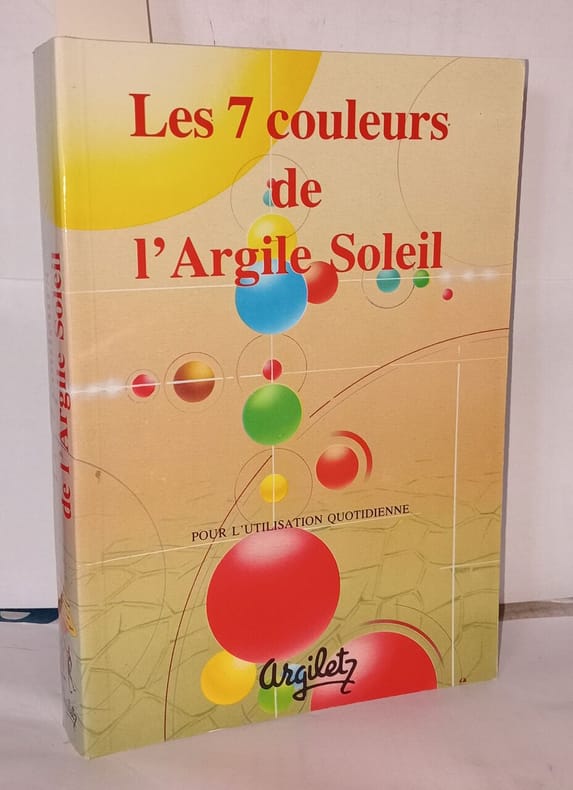 Les 7 couleurs
de
l'Argile Soleil
POUR L'UTILISATION QUOTIDIENNE
Argiletz
de l'Argile Soleil